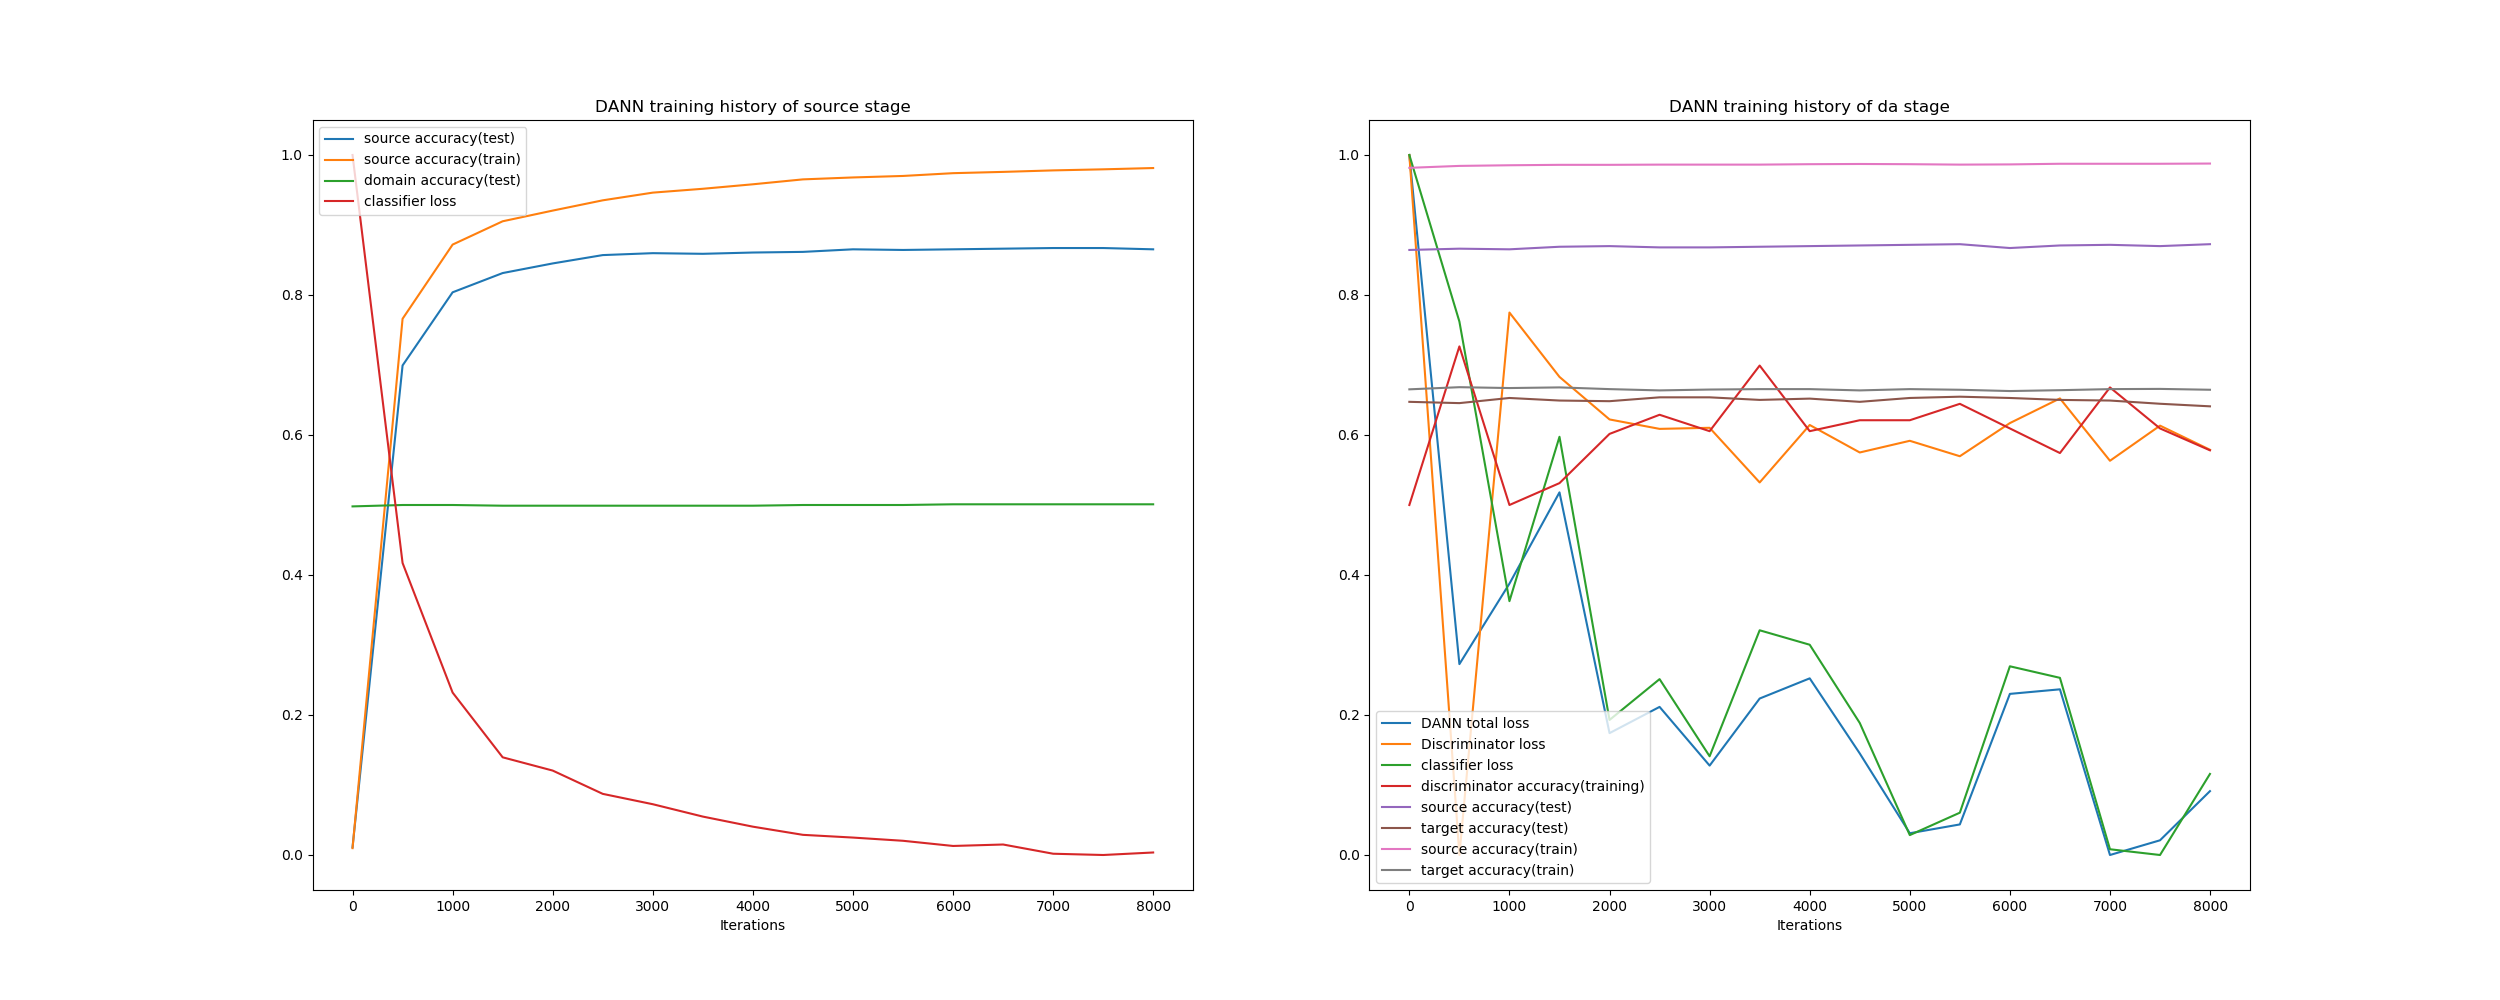 DANN training history of source stage
source accuracy(test)
source accuracy(train)
domain accuracy(test)
classifier loss
1.0
0.8
0.6
0.4
0.2
0.0
0 1000 2000 3000 4000 5000 6000 7000 8000
Iterations
DANN training history of da stage
1.0
0.8
0.6
0.4
0.2
0.0
DANN total loss
Discriminator loss
classifier loss
discriminator accuracy(training)
source accuracy(test)
target accuracy(test)
source accuracy(train)
target accuracy(train)
0 1000 2000 3000 4000 5000 6000 7000 8000
Iterations